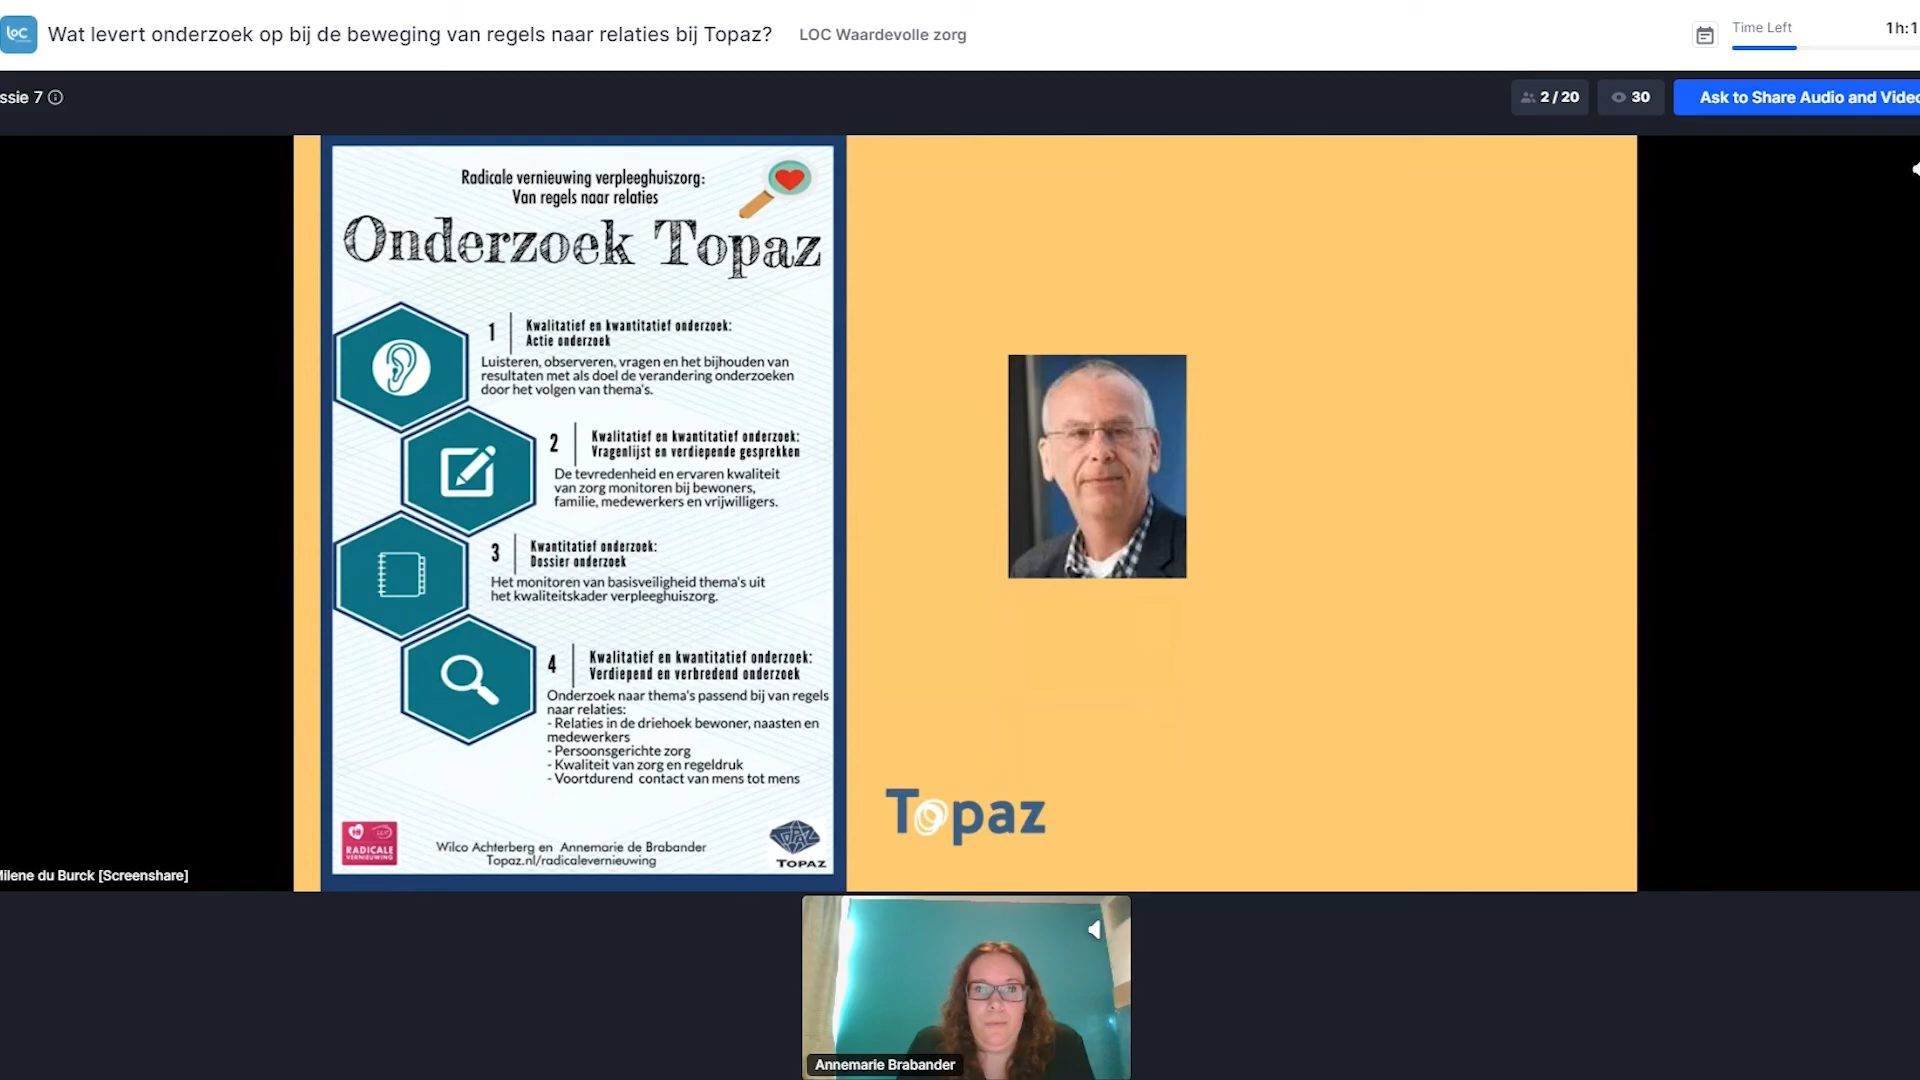 loc
Wat levert onderzoek op bij de beweging van regels naar relaties bij Topaz?
LOC Waardevolle zorg
Time Left
1h:1
ssie 7
2 / 20
30
Ask to Share Audio and Video
Radicale vernieuwing verpleeghuiszorg:
Van regels naar relaties
Onderzoek Topaz
1
Kwalitatief en kwantitatief onderzoek:
Actie onderzoek
Luisteren, observeren, vragen en het bijhouden van
resultaten met als doel de verandering onderzoeken
door het volgen van thema's.
2
Kwalitatief en kwantitatief onderzoek:
Vragenlijst en verdiepende gesprekken
De tevredenheid en ervaren kwaliteit
van zorg monitoren bij bewoners,
familie, medewerkers en vrijwilligers.
3
Kwantitatief onderzoek:
Dossier onderzoek
Het monitoren van basisveiligheid thema's uit
het kwaliteitskader verpleeghuiszorg.
4
Kwalitatief en kwantitatief onderzoek:
Verdiepend en verbredend onderzoek
Onderzoek naar thema's passend bij van regels
naar relaties:
- Relaties in de driehoek bewoner, naasten en
medewerkers
- Persoonsgerichte zorg
- Kwaliteit van zorg en regeldruk
- Voortdurend contact van mens tot mens
RADICALE
VERNIEUWING
Wilco Achterberg en Annemarie de Brabander
Topaz.nl/radicalevernieuwing
TOPAZ
Topaz
Milene du Burck [Screenshare]
Annemarie Brabander